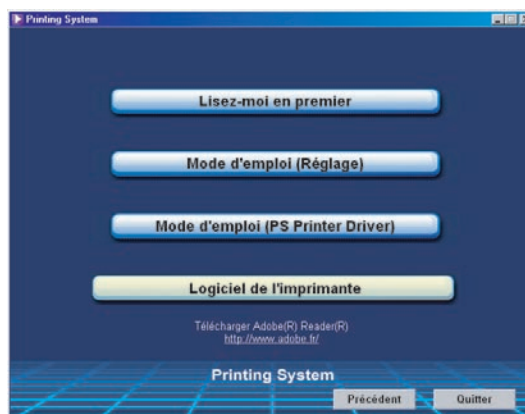 Printing System
Lisez-moi en premier
Mode d'emploi (Réglage)
Mode d'emploi (PS Printer Driver)
Logiciel de l'imprimante
Télécharger Adobe(R) Reader(R)
http://www.adobe.fr/
Printing System
Précédent Quitter